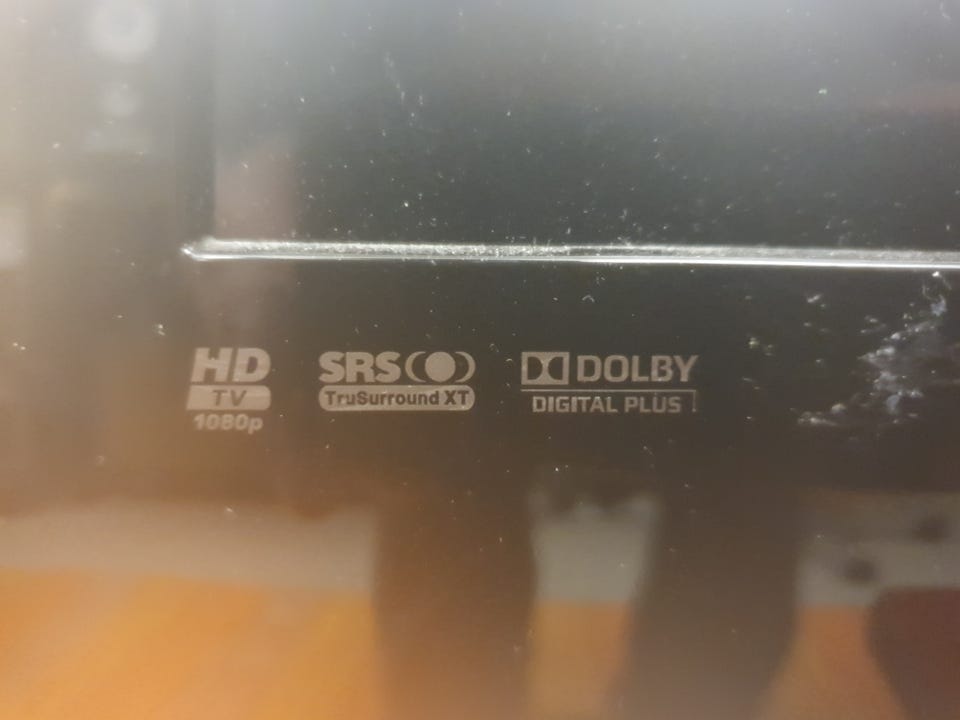 HD
TV
1080p
SRS
TruSurround XT
DOLBY
DIGITAL PLUS